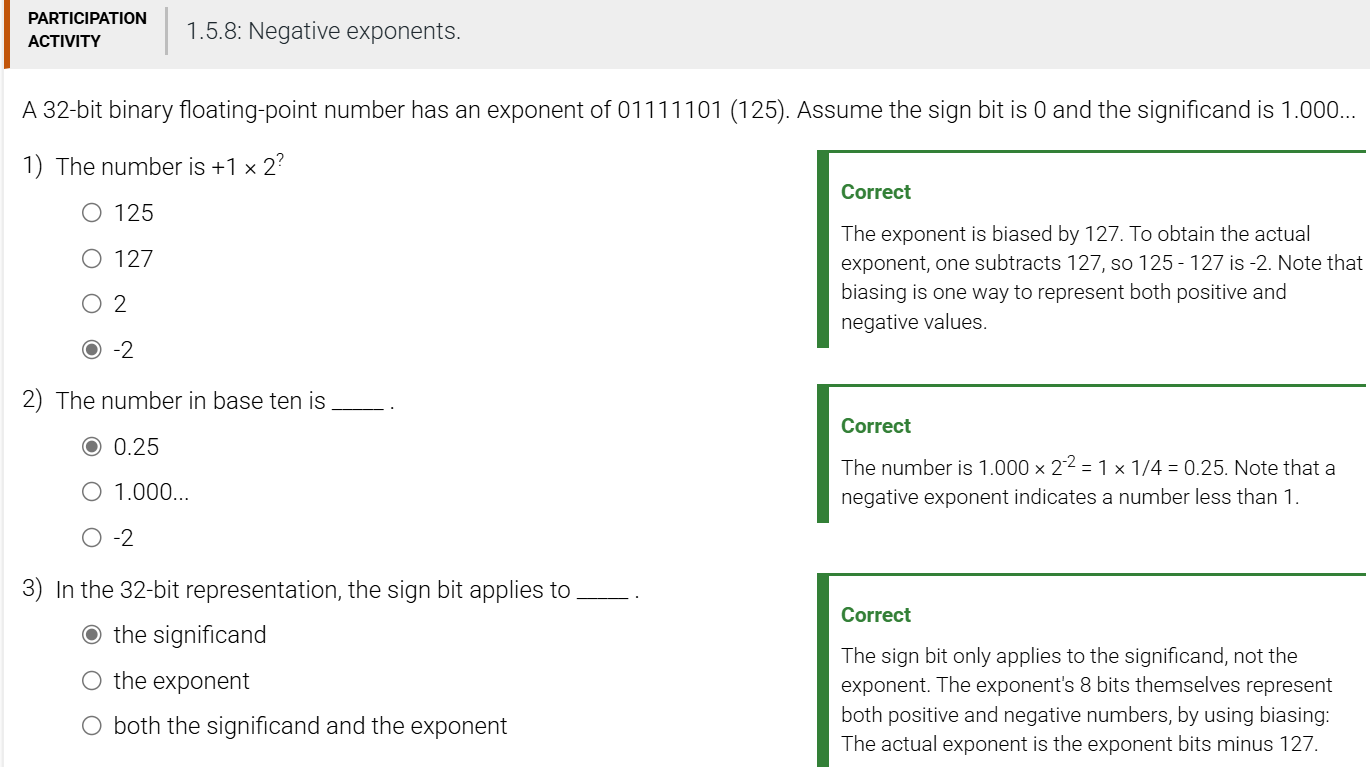 PARTICIPATION
ACTIVITY
1.5.8: Negative exponents.
A 32-bit binary floating-point number has an exponent of 01111101 (125). Assume the sign bit is 0 and the significand is 1.000...
1) The number is +1 × 2?
125
127
2
-2
Correct
The exponent is biased by 127. To obtain the actual
exponent, one subtracts 127, so 125 - 127 is -2. Note that
biasing is one way to represent both positive and
negative values.
2) The number in base ten is _____ .
0.25
1.000...
-2
Correct
The number is 1.000 × 2-2 = 1 × 1/4 = 0.25. Note that a
negative exponent indicates a number less than 1.
3) In the 32-bit representation, the sign bit applies to _____ .
the significand
the exponent
both the significand and the exponent
Correct
The sign bit only applies to the significand, not the
exponent. The exponent's 8 bits themselves represent
both positive and negative numbers, by using biasing:
The actual exponent is the exponent bits minus 127.